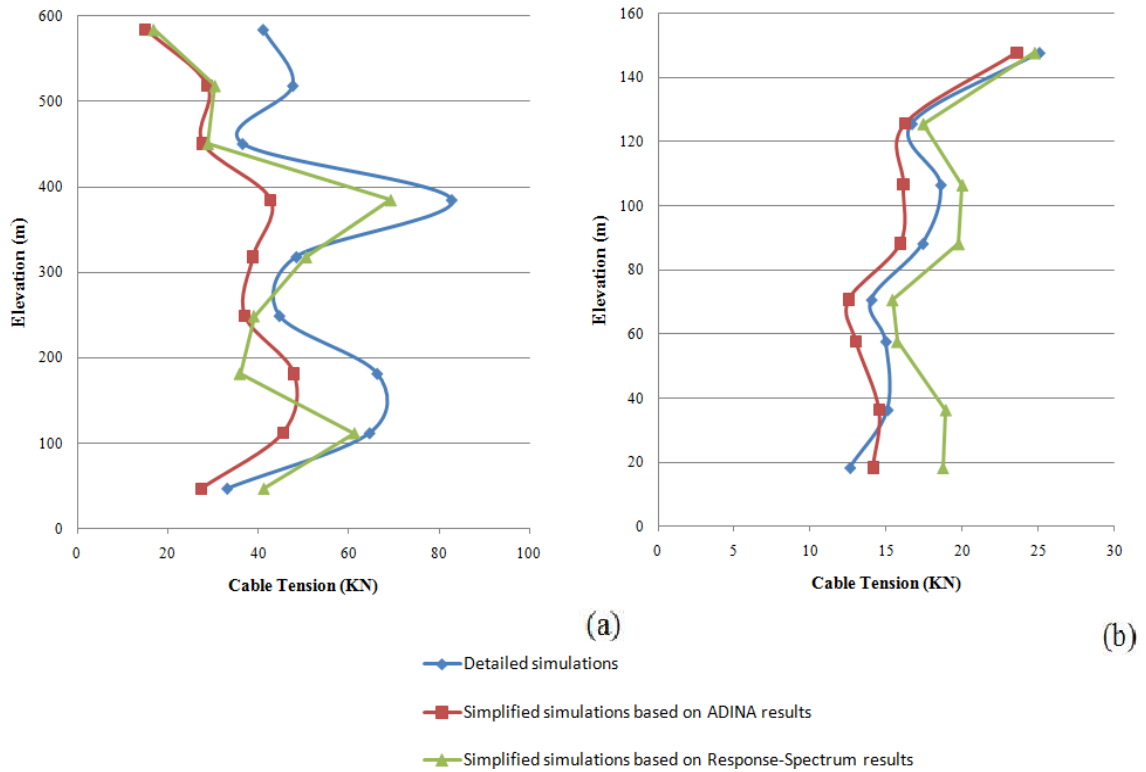 600
500
400
300
200
100
0
Elevation (m)
0 20 40 60 80 100
Cable Tension (KN)
(a)
160
140
120
100
80
60
40
20
0
Elevation (m)
0 5 10 15 20 25 30
Cable Tension (KN)
(b)
Detailed simulations
Simplified simulations based on ADINA results
Simplified simulations based on Response-Spectrum results